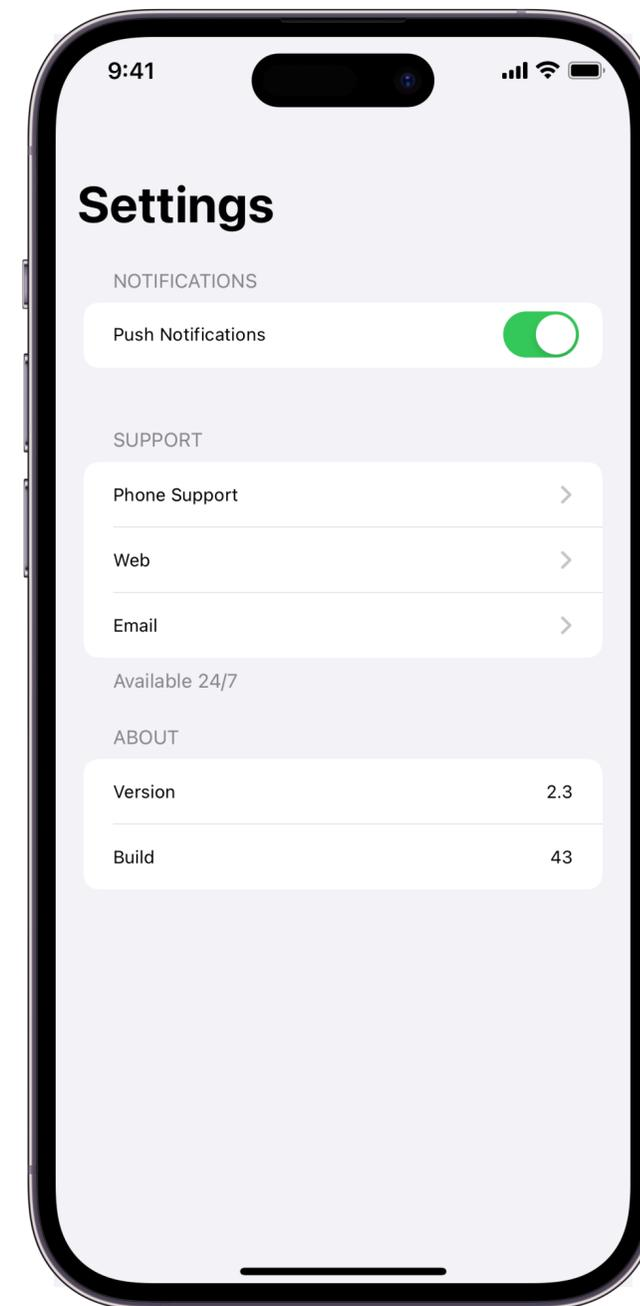 9:41
Settings
NOTIFICATIONS
Push Notifications
SUPPORT
Phone Support
Web
Email
Available 24/7
ABOUT
Version 2.3
Build 43